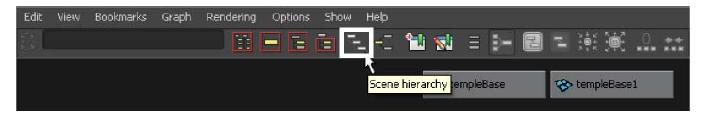 Edit View Bookmarks Graph Rendering Options Show Help
Scene hierarchy
templeBase templeBase1